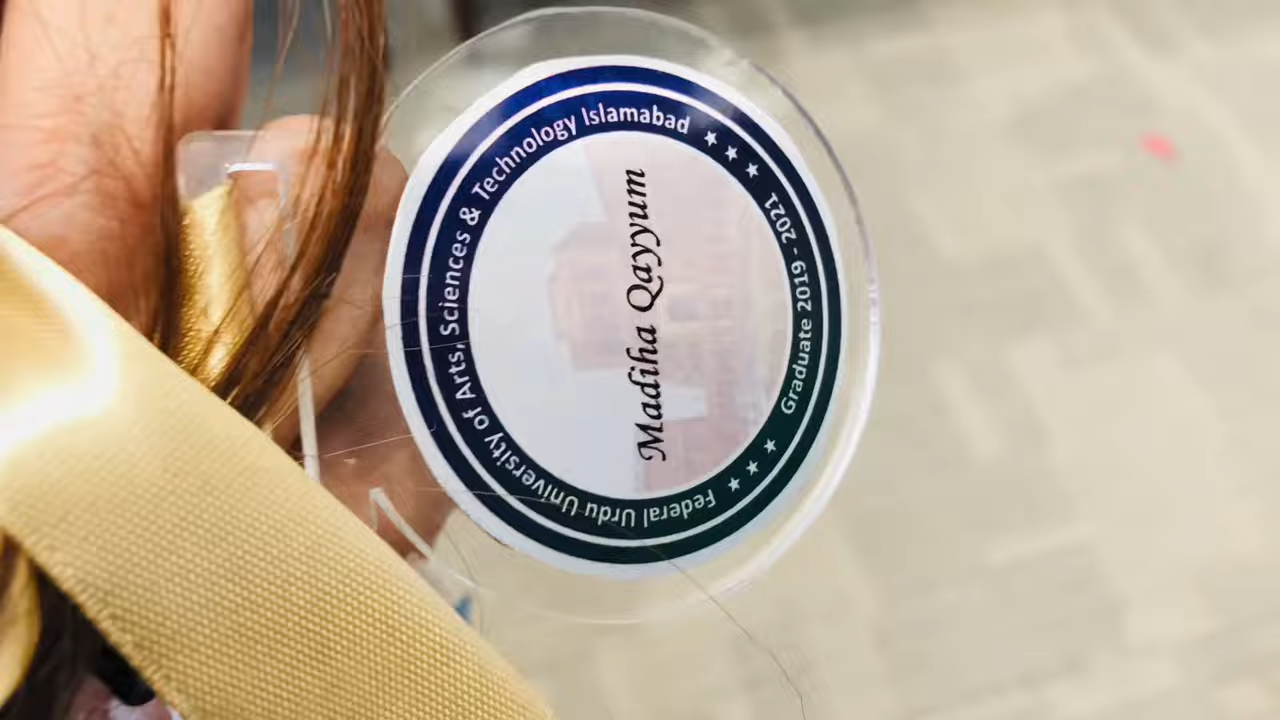 Federal Urdu University of Arts, Sciences & Technology Islamabad
Graduate 2019 - 2021
Madiha Qayyum